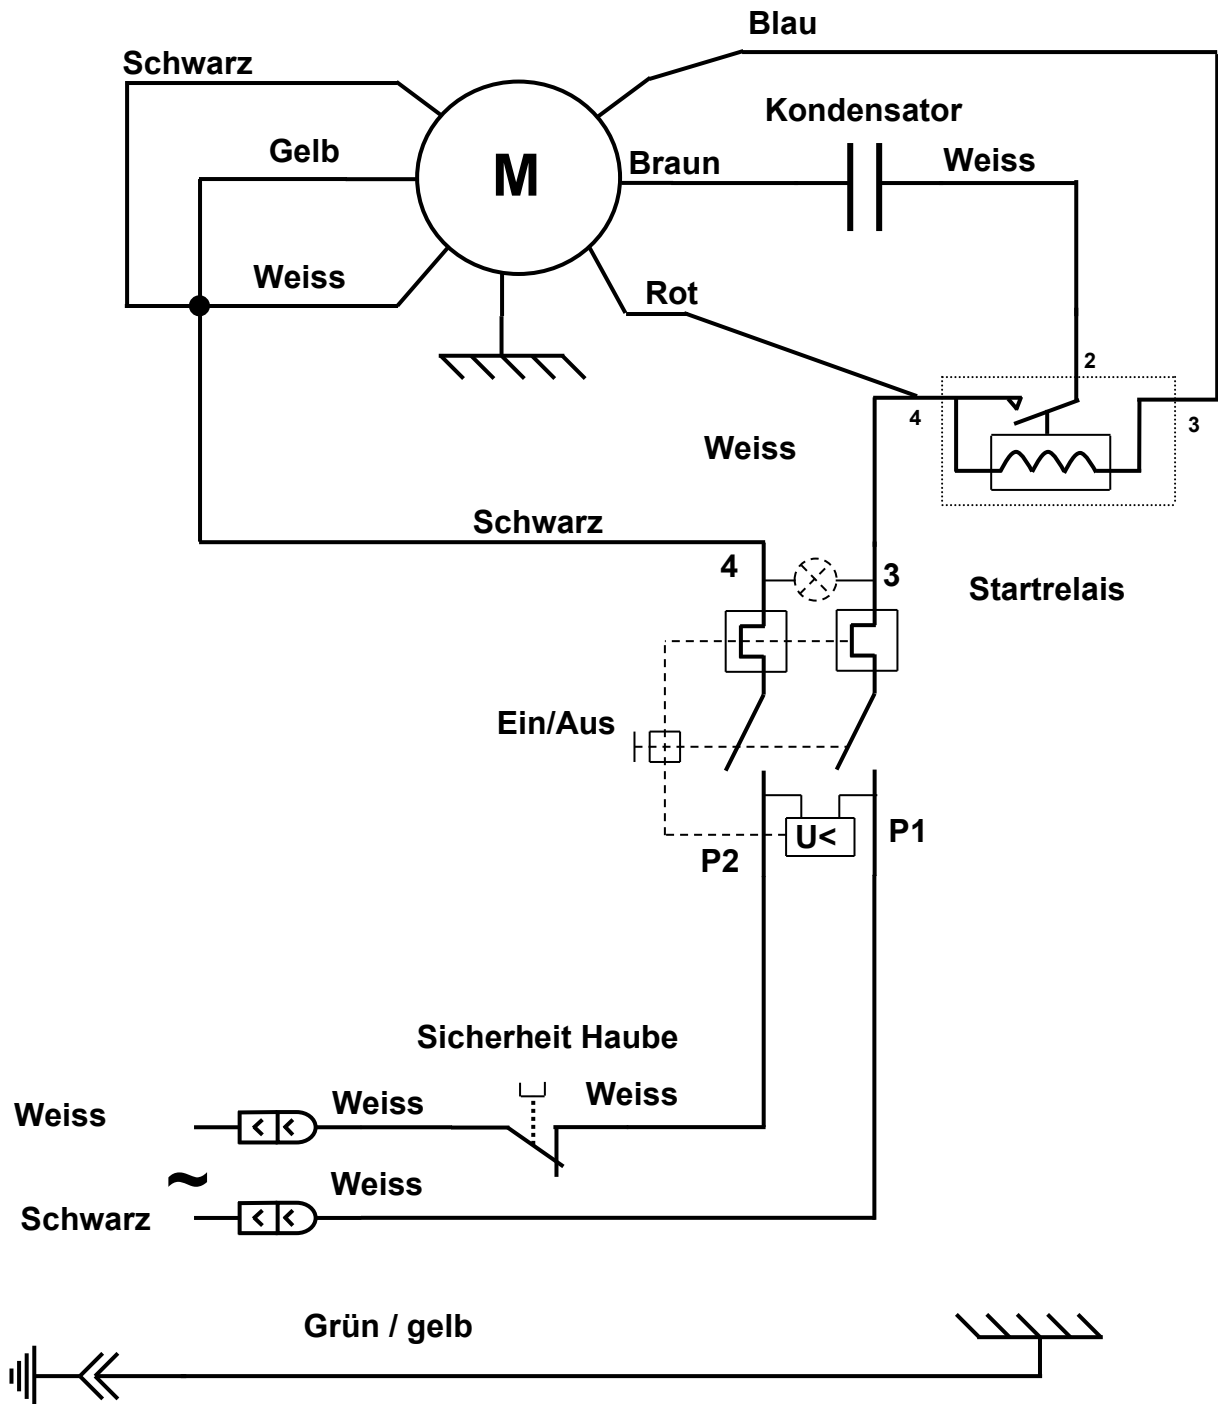 Blau
Schwarz
Kondensator
Gelb
M
Braun
Weiss
Weiss
Rot
2
4
3
Weiss
Schwarz
4
3
Startrelais
Ein/Aus
U<
P1
P2
Sicherheit Haube
Weiss
Weiss
Weiss
~
Weiss
Schwarz
Grün / gelb